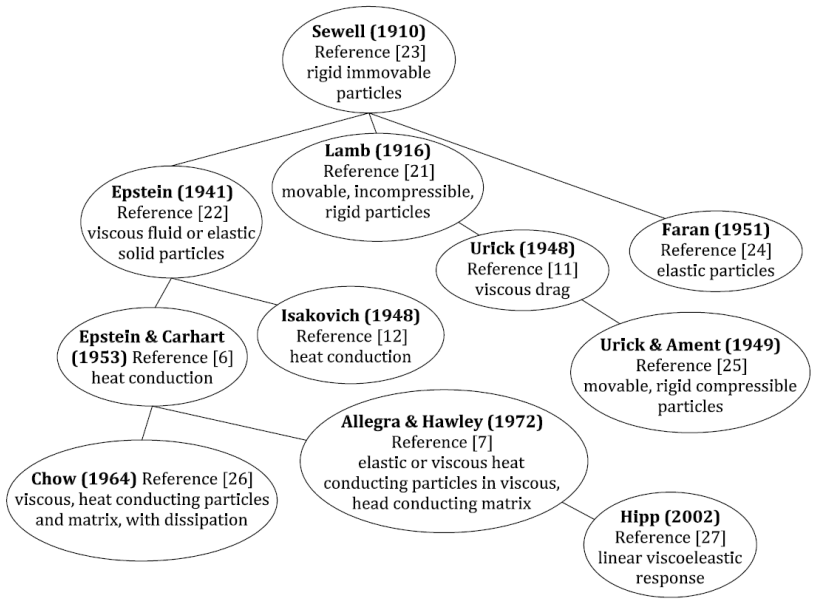 Sewell (1910)
Reference [23]
rigid immovable
particles
Lamb (1916)
Reference [21]
movable, incompressible,
rigid particles
Epstein (1941)
Reference [22]
viscous fluid or elastic
solid particles
Faran (1951)
Reference [24]
elastic particles
Urick (1948)
Reference [11]
viscous drag
Isakovich (1948)
Reference [12]
heat conduction
Epstein & Carhart
(1953) Reference [6]
heat conduction
Urick & Ament (1949)
Reference [25]
movable, rigid compressible
particles
Allegra & Hawley (1972)
Reference [7]
elastic or viscous heat
conducting particles in viscous,
head conducting matrix
Chow (1964) Reference [26]
viscous, heat conducting particles
and matrix, with dissipation
Hipp (2002)
Reference [27]
linear viscoeleastic
response